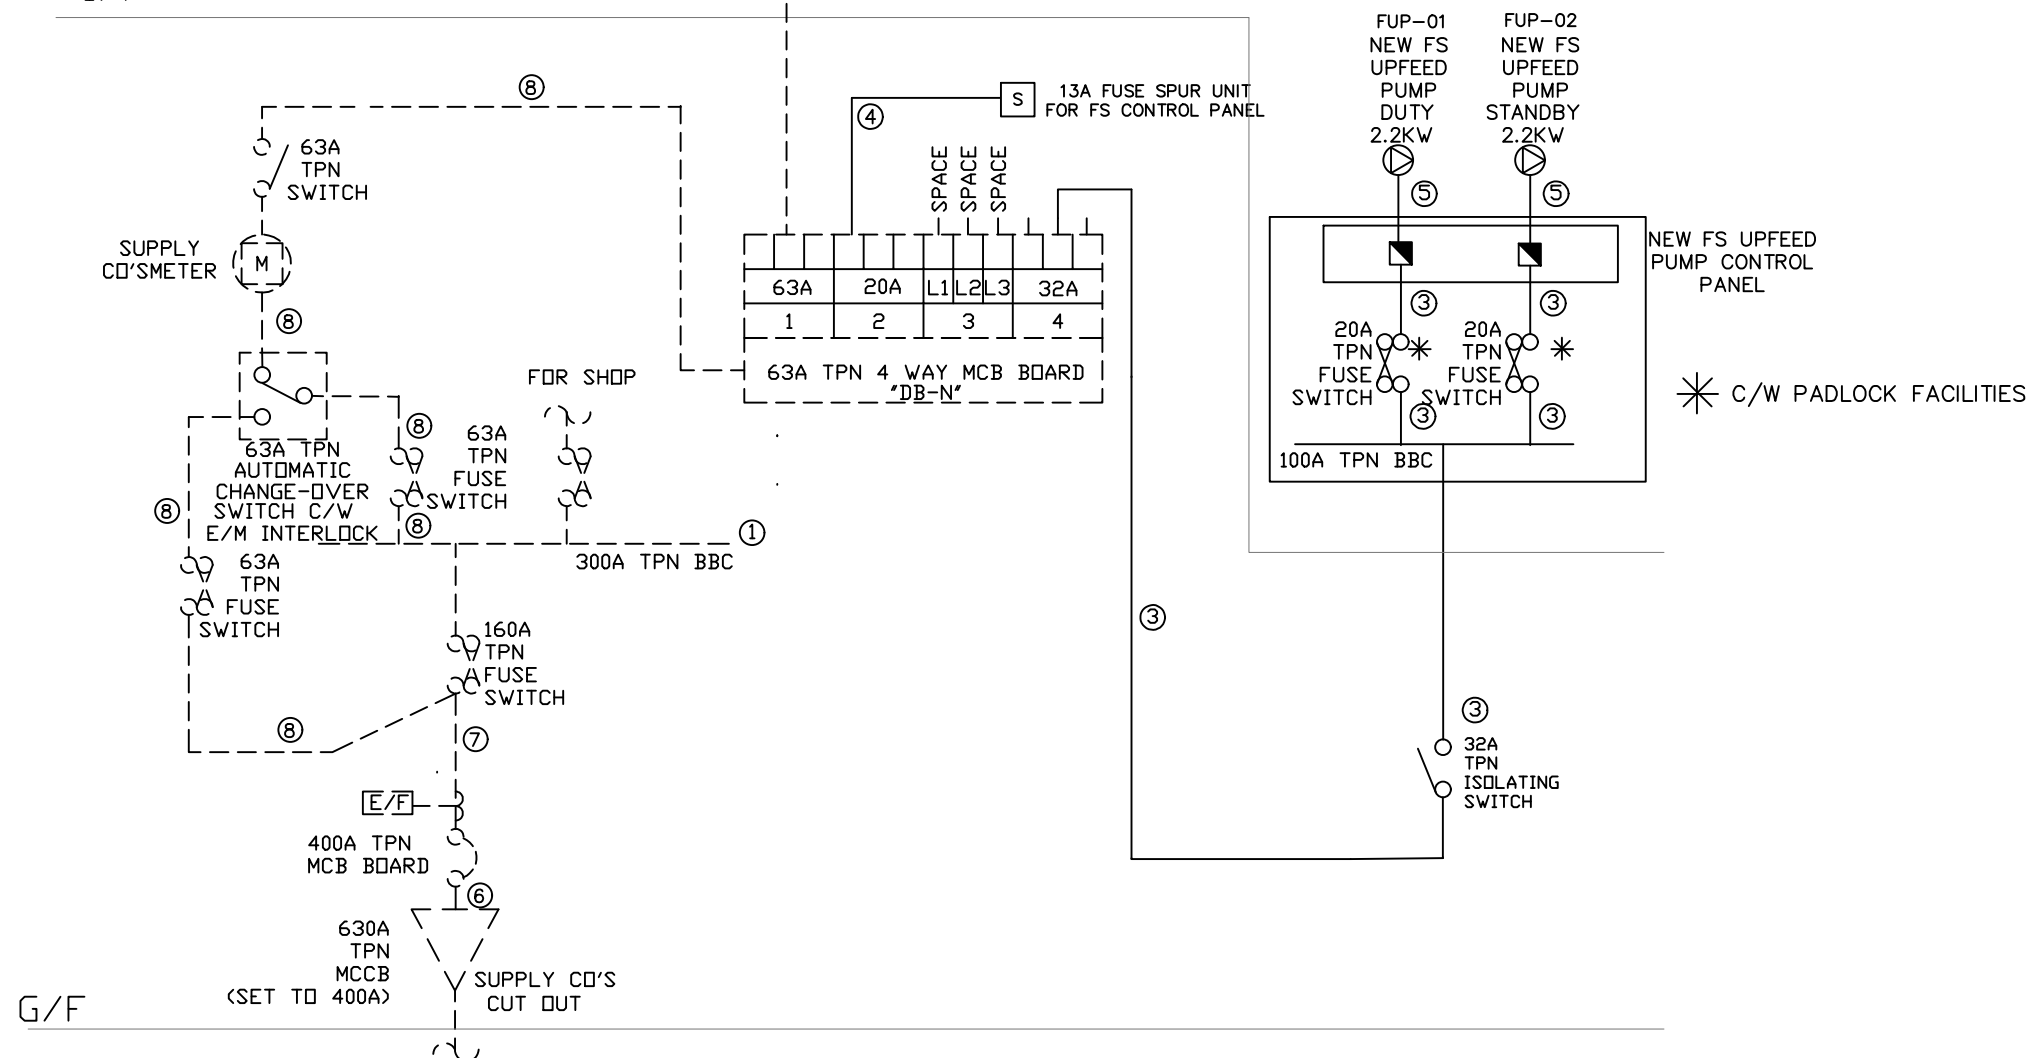 FUP-01
NEW FS
UPFEED
PUMP
DUTY
2.2KW
FUP-02
NEW FS
UPFEED
PUMP
STANDBY
2.2KW
8
4
S
13A FUSE SPUR UNIT
FOR FS CONTROL PANEL
63A
TPN
SWITCH
SPACE
SPACE
SPACE
5
5
SUPPLY
CO'SMETER
M
NEW FS UPFEED
PUMP CONTROL
PANEL
63A
20A
L1
L2
L3
32A
1
2
3
4
63A TPN 4 WAY MCB BOARD
"DB-N"
8
3
3
20A
TPN
FUSE
SWITCH
20A
TPN
FUSE
SWITCH
3
3
100A TPN BBC
C/W PADLOCK FACILITIES
FOR SHOP
8
63A
TPN
FUSE
SWITCH
63A TPN
AUTOMATIC
CHANGE-OVER
SWITCH C/W
E/M INTERLOCK
8
8
1
300A TPN BBC
63A
TPN
FUSE
SWITCH
3
160A
TPN
FUSE
SWITCH
8
7
3
32A
TPN
ISOLATING
SWITCH
E/F
400A TPN
MCB BOARD
6
630A
TPN
MCCB
(SET TO 400A)
SUPPLY CO'S
CUT OUT
G/F